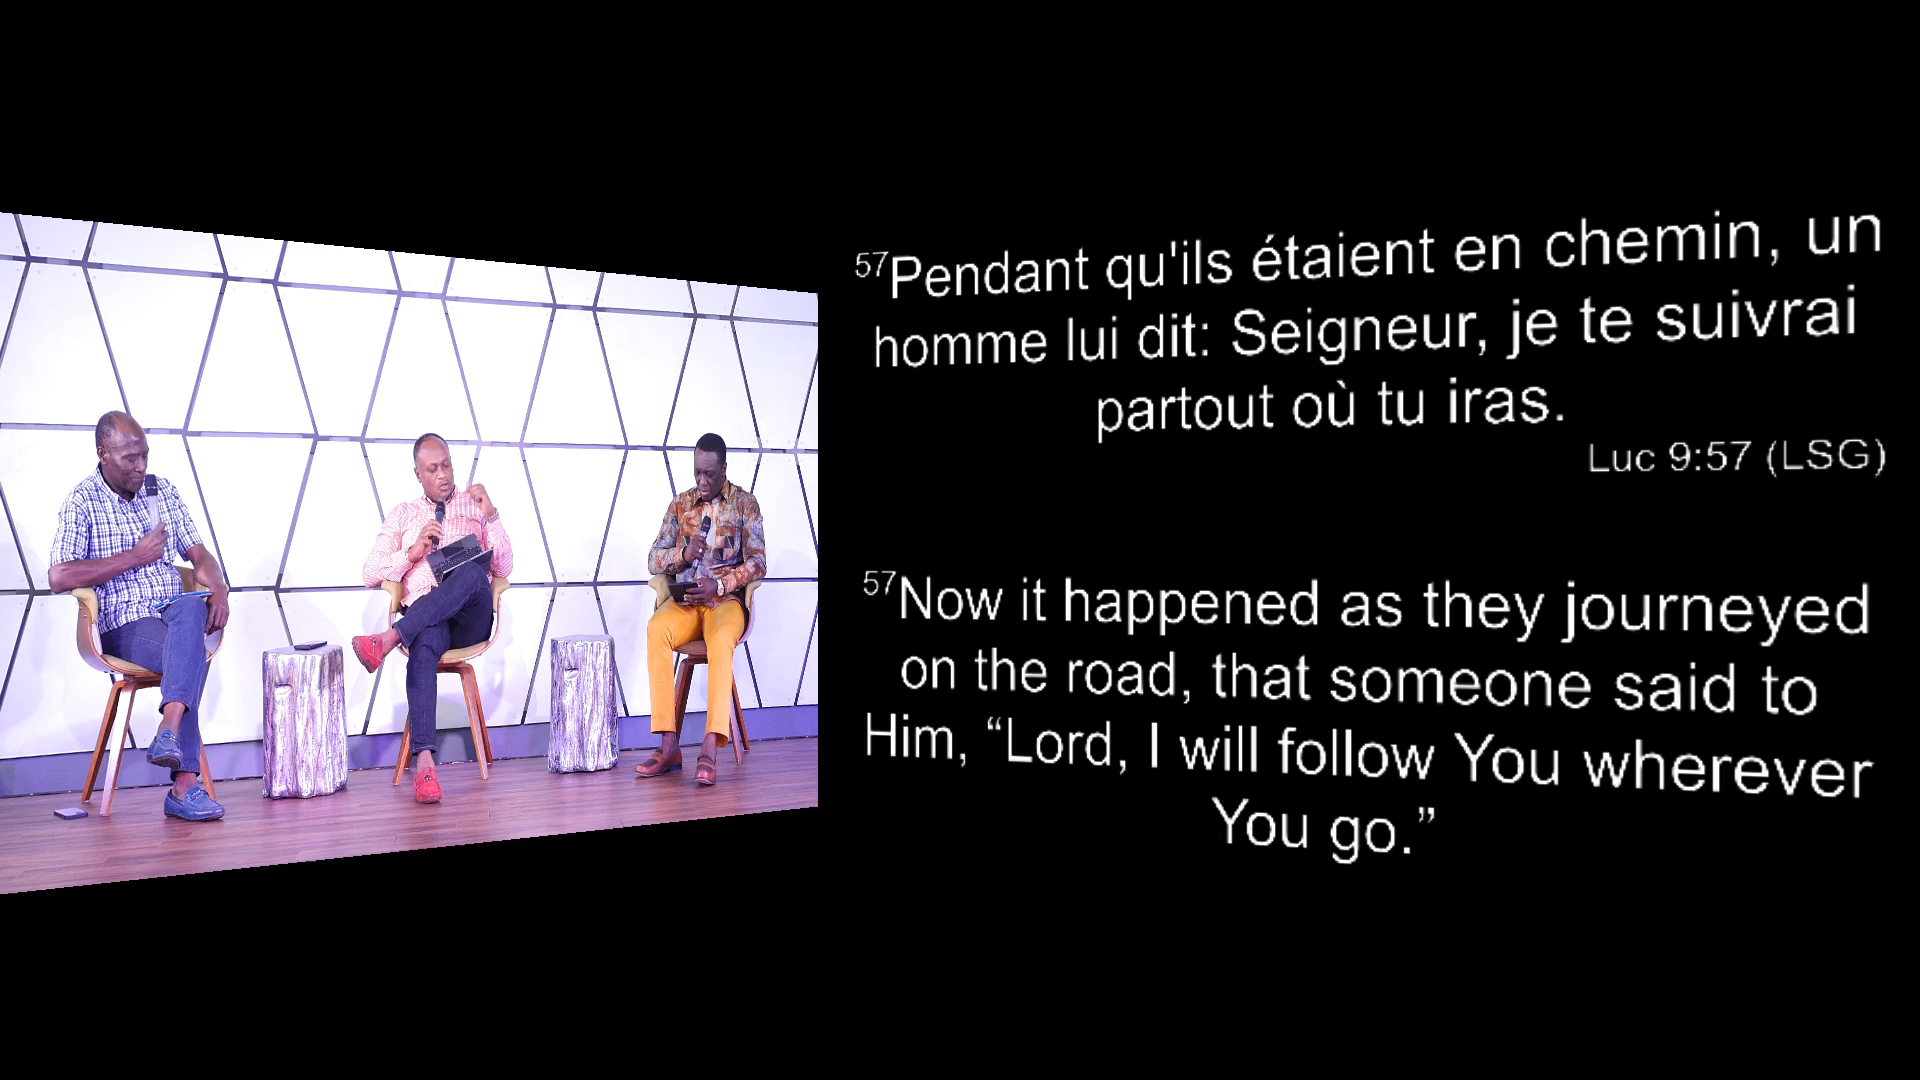 57Pendant qu'ils étaient en chemin, un
homme lui dit: Seigneur, je te suivrai
partout où tu iras.
Luc 9:57 (LSG)
57Now it happened as they journeyed
on the road, that someone said to
Him, “Lord, I will follow You wherever
You go.”